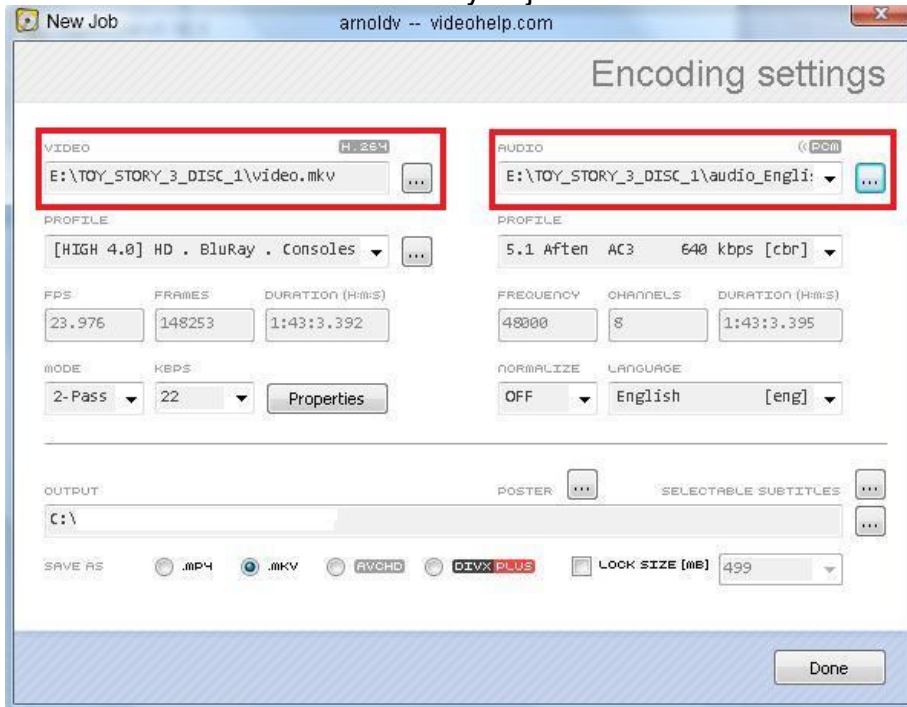 New Job
arnoldv -- videohelp.com
Encoding settings
VIDEO H.264
E:\TOY_STORY_3_DISC_1\video.mkv ...
AUDIO PCM
E:\TOY_STORY_3_DISC_1\audio_Engli ...
PROFILE
[HIGH 4.0] HD . BluRay . Consoles ...
PROFILE
5.1 Aften AC3 640 kbps [cbr]
FPS FRAMES DURATION (H:m:s)
23.976 148253 1:43:3.392
FREQUENCY CHANNELS DURATION (H:m:s)
48000 8 1:43:3.395
MODE KBPS
2-Pass 22 Properties
NORMALIZE LANGUAGE
OFF English [eng]
OUTPUT POSTER ... SELECTABLE SUBTITLES ...
C:\ ...
SAVE AS .MP4 .MKV AVCHD DIVX PLUS LOCK SIZE [MB] 499
Done